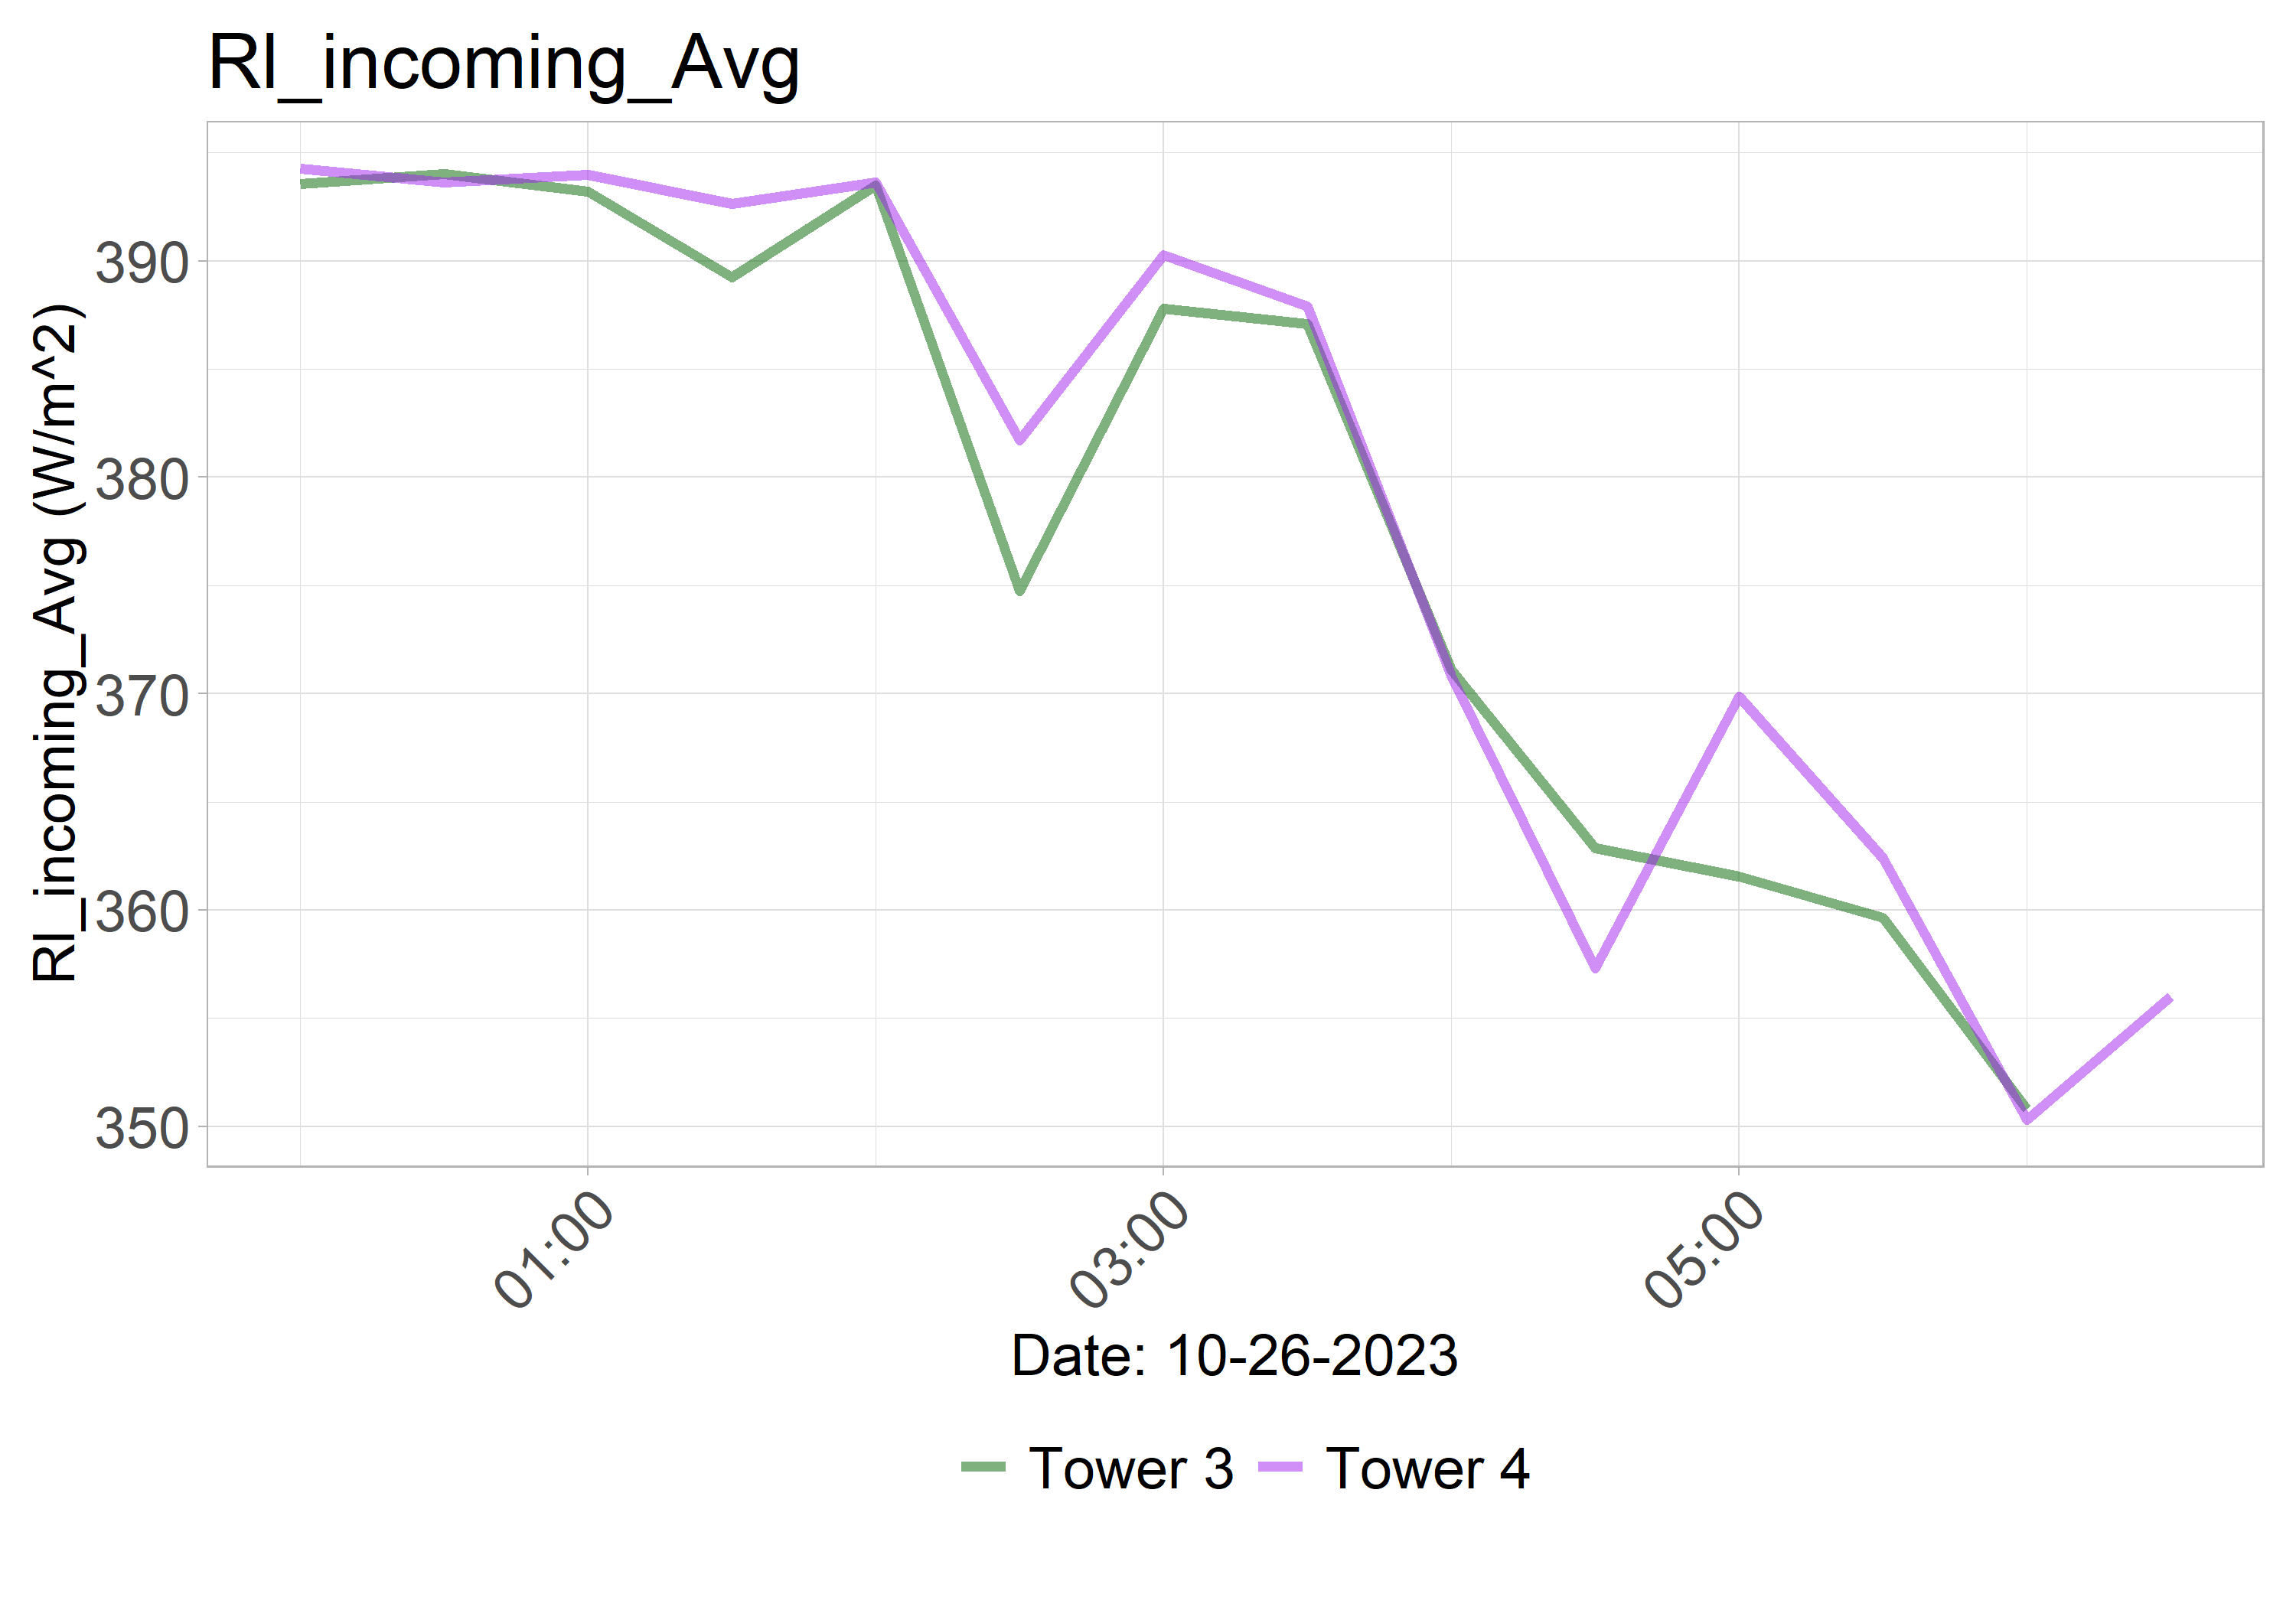 Rl_incoming_Avg
Rl_incoming_Avg (W/m^2)
390
380
370
360
350
01:00
03:00
05:00
Date: 10-26-2023
Tower 3
Tower 4